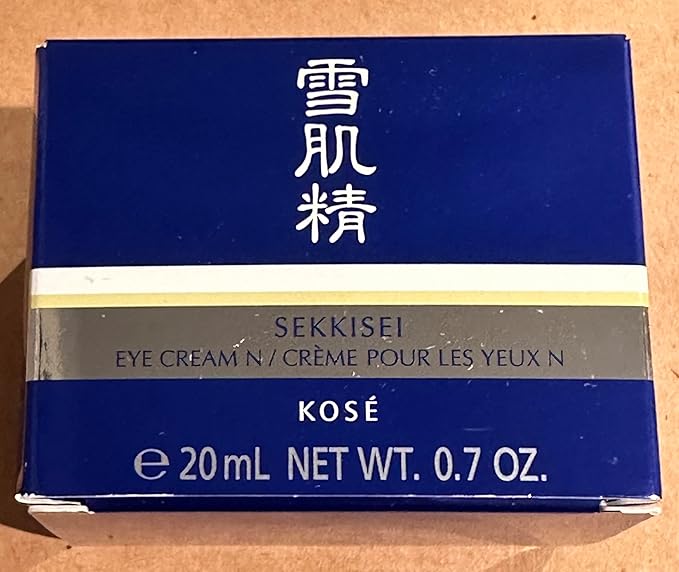 雪肌精
SEKKISEI
EYE CREAM N / CRÈME POUR LES YEUX N
KOSÉ
℮ 20 mL NET WT. 0.7 OZ.